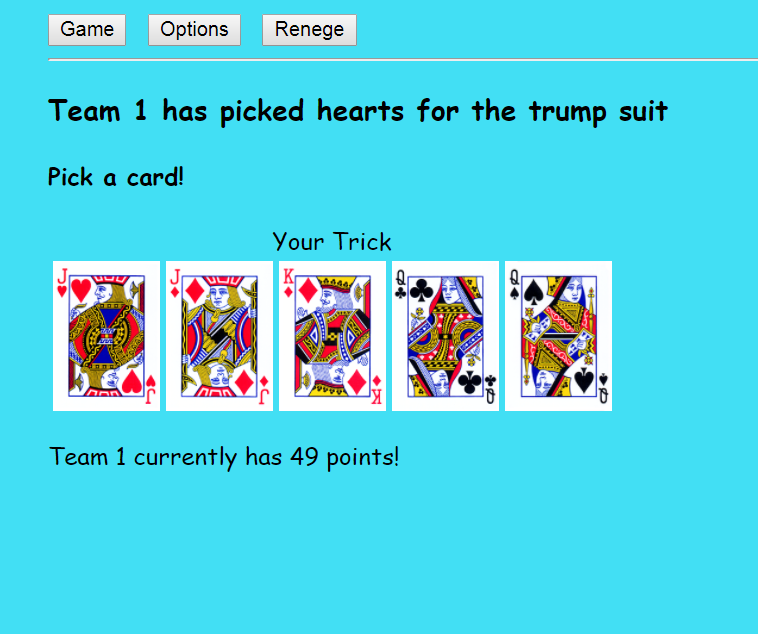 Game Options Renege
Team 1 has picked hearts for the trump suit
Pick a card!
Your Trick
J J K Q Q
J J K Q Q
Team 1 currently has 49 points!